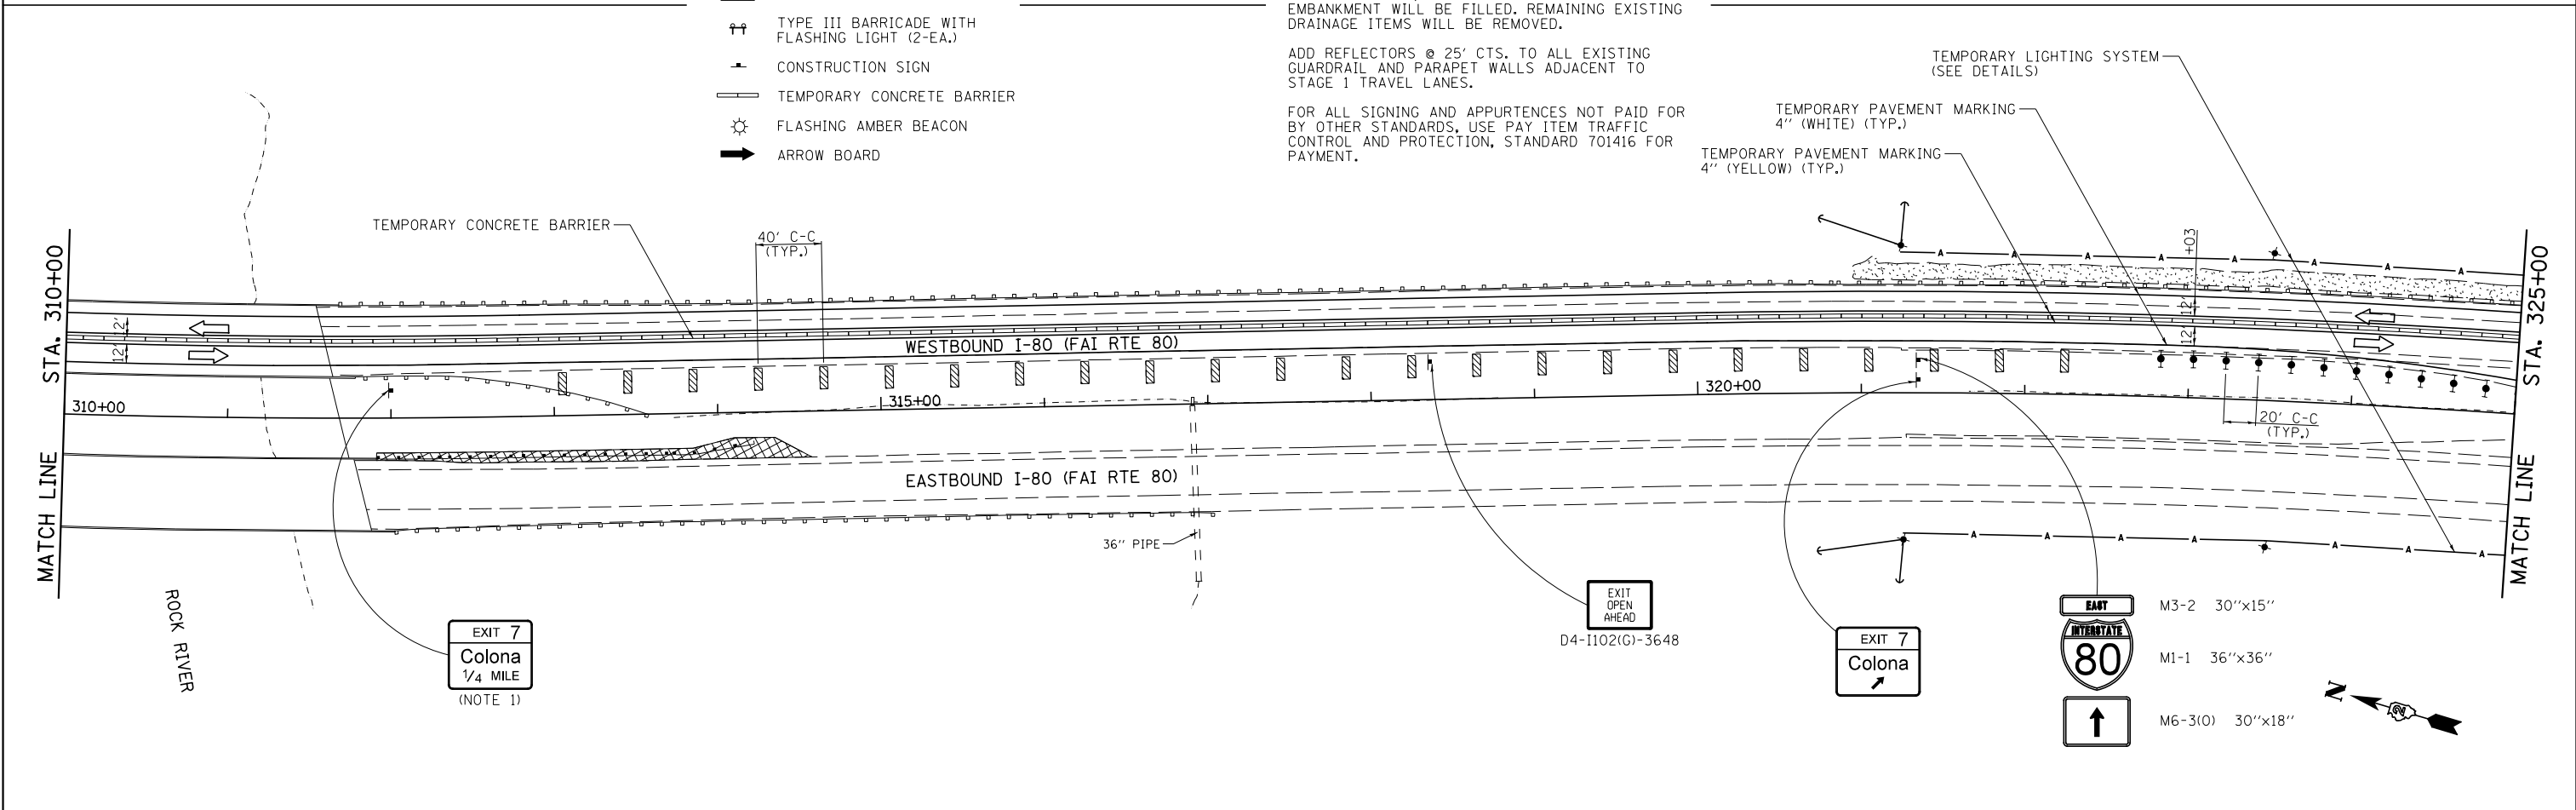 TYPE III BARRICADE WITH
FLASHING LIGHT (2-EA.)
CONSTRUCTION SIGN
TEMPORARY CONCRETE BARRIER
FLASHING AMBER BEACON
ARROW BOARD
EMBANKMENT WILL BE FILLED. REMAINING EXISTING
DRAINAGE ITEMS WILL BE REMOVED.
ADD REFLECTORS @ 25' CTS. TO ALL EXISTING
GUARDRAIL AND PARAPET WALLS ADJACENT TO
STAGE 1 TRAVEL LANES.
FOR ALL SIGNING AND APPURTENCES NOT PAID FOR
BY OTHER STANDARDS, USE PAY ITEM TRAFFIC
CONTROL AND PROTECTION, STANDARD 701416 FOR
PAYMENT.
TEMPORARY LIGHTING SYSTEM
(SEE DETAILS)
TEMPORARY PAVEMENT MARKING
4'' (WHITE) (TYP.)
TEMPORARY PAVEMENT MARKING
4'' (YELLOW) (TYP.)
TEMPORARY CONCRETE BARRIER
40' C-C
(TYP.)
+03
A A A A A A A A
STA. 310+00
MATCH LINE
12'
12'
12'
12'
WESTBOUND I-80 (FAI RTE 80)
310+00
315+00
320+00
20' C-C
(TYP.)
STA. 325+00
MATCH LINE
EASTBOUND I-80 (FAI RTE 80)
36'' PIPE
A A A A A A A
ROCK RIVER
EXIT 7
Colona
1/4 MILE
(NOTE 1)
EXIT
OPEN
AHEAD
D4-I102(G)-3648
EXIT 7
Colona
EAST
M3-2 30''x15''
INTERSTATE
80
M1-1 36''x36''
M6-3(O) 30''x18''
N
2